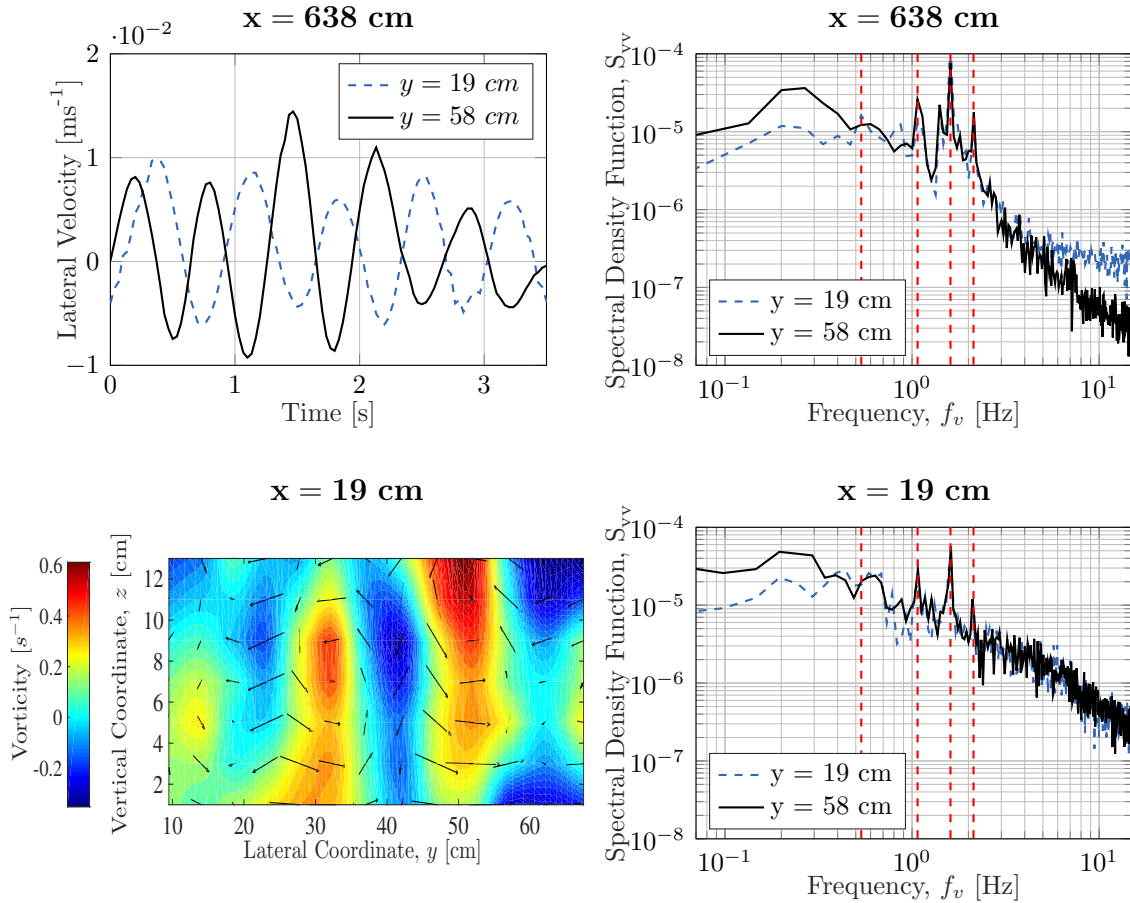 x = 638 cm
·10⁻²
2
1
0
−1
0 1 2 3
Time [s]
Lateral Velocity [ms⁻¹]
y = 19 cm
y = 58 cm
x = 638 cm
10⁻⁴
10⁻⁵
10⁻⁶
10⁻⁷
10⁻⁸
10⁻¹ 10⁰ 10¹
Frequency, f_v [Hz]
Spectral Density Function, S_vv
y = 19 cm
y = 58 cm
x = 19 cm
0.6
0.4
0.2
0
-0.2
Vorticity [s⁻¹]
Vertical Coordinate, z [cm]
12
10
8
6
4
2
10 20 30 40 50 60
Lateral Coordinate, y [cm]
x = 19 cm
10⁻⁴
10⁻⁵
10⁻⁶
10⁻⁷
10⁻⁸
10⁻¹ 10⁰ 10¹
Frequency, f_v [Hz]
Spectral Density Function, S_vv
y = 19 cm
y = 58 cm